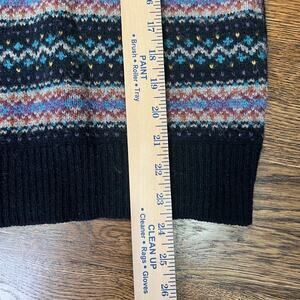 PAINT
• Brush • Roller • Tray
CLEAN UP
• Cleaner • Rags • Gloves
6
17
18
19
20
21
22
23
24
25
26